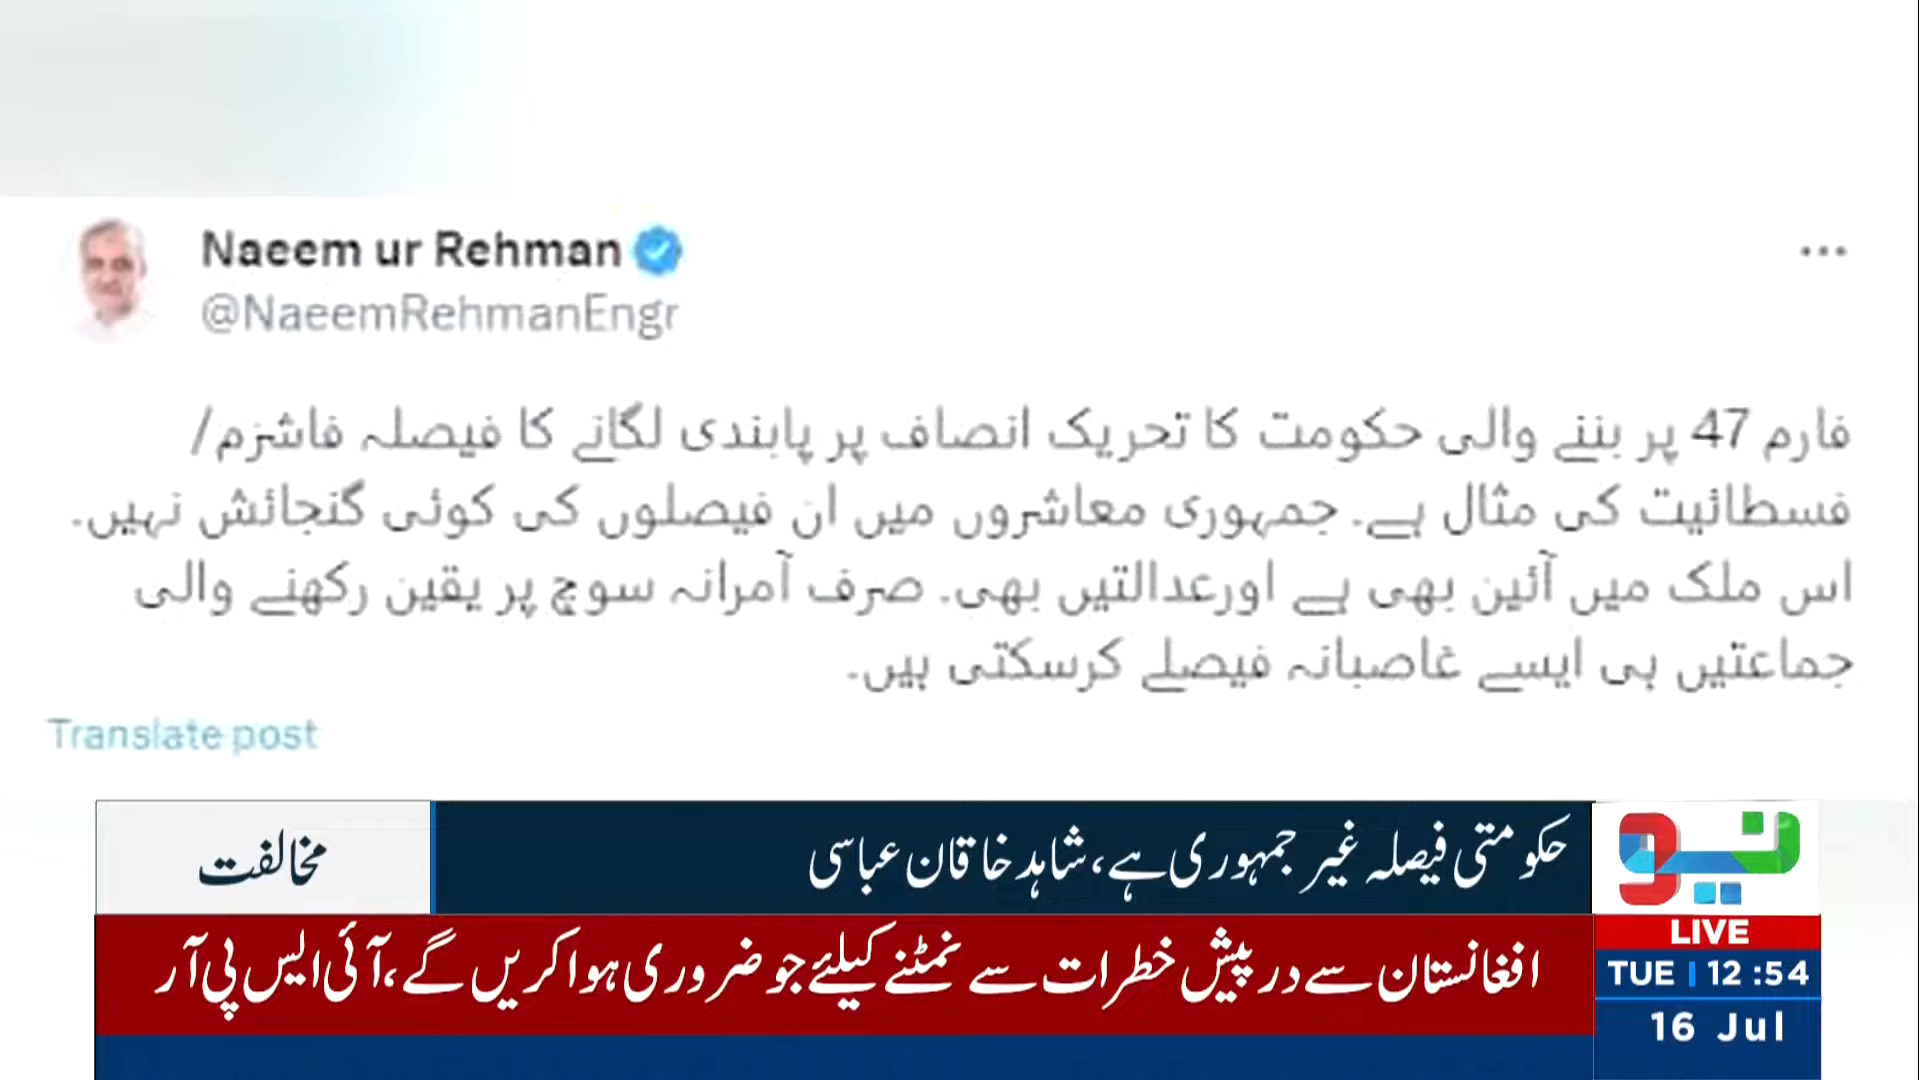 Naeem ur Rehman
@NaeemRehmanEngr
فارم 47 پر بننے والی حکومت کا تحریک انصاف پر پابندی لگانے کا فیصلہ فاشزم/
فسطائیت کی مثال ہے۔ جمہوری معاشروں میں ان فیصلوں کی کوئی گنجائش نہیں۔
اس ملک میں آئین بھی ہے اورعدالتیں بھی۔ صرف آمرانہ سوچ پر یقین رکھنے والی
جماعتیں ہی ایسے غاصبانہ فیصلے کرسکتی ہیں۔
Translate post
حکومتی فیصلہ غیر جمہوری ہے، شاہد خاقان عباسی
مخالفت
نیو
LIVE
افغانستان سے درپیش خطرات سے نمٹنے کیلئے جو ضروری ہوا کریں گے، آئی ایس پی آر
TUE | 12 :54
16 Jul